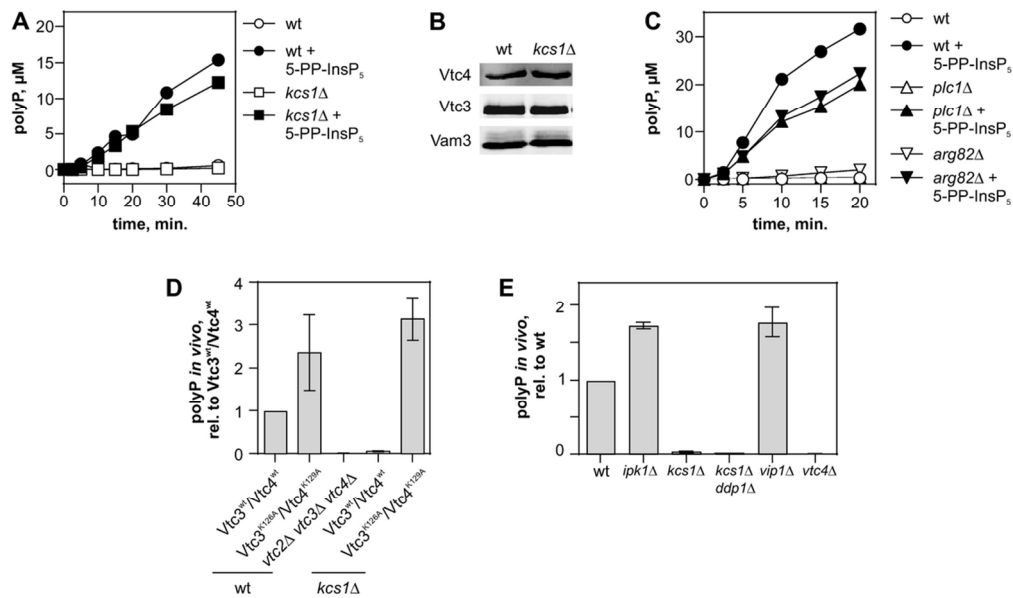 A
polyP, µM
20
15
10
5
0
0 10 20 30 40 50
time, min.
wt
wt +
5-PP-InsP₅
kcs1Δ
kcs1Δ +
5-PP-InsP₅
B
wt kcs1Δ
Vtc4
Vtc3
Vam3
C
polyP, µM
30
20
10
0
0 5 10 15 20
time, min.
wt
wt +
5-PP-InsP₅
plc1Δ
plc1Δ +
5-PP-InsP₅
arg82Δ
arg82Δ +
5-PP-InsP₅
D
polyP in vivo,
rel. to Vtc3ʷᵗ/Vtc4ʷᵗ
4
3
2
1
0
Vtc3ʷᵗ/Vtc4ʷᵗ
Vtc3ᴷ¹²⁶ᴬ/Vtc4ᴷ¹²⁹ᴬ
vtc2Δ vtc3Δ vtc4Δ
Vtc3ʷᵗ/Vtc4ʷᵗ
Vtc3ᴷ¹²⁶ᴬ/Vtc4ᴷ¹²⁹ᴬ
wt kcs1Δ
E
polyP in vivo,
rel. to wt
2
1
0
wt ipk1Δ kcs1Δ kcs1Δ vip1Δ vtc4Δ
ddp1Δ